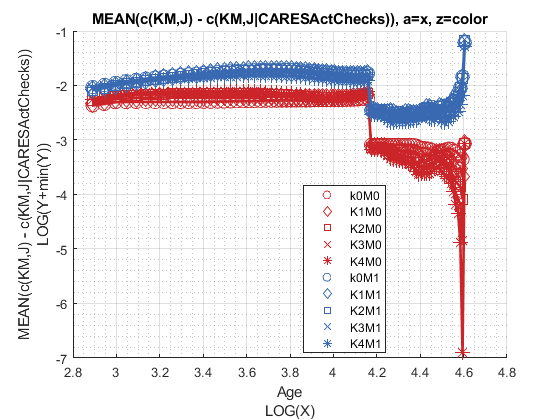 MEAN(c(KM,J) - c(KM,J|CARESActChecks)), a=x, z=color
MEAN(c(KM,J) - c(KM,J|CARESActChecks))
LOG(Y+min(Y))
-1
-2
-3
-4
-5
-6
-7
k0M0
K1M0
K2M0
K3M0
K4M0
k0M1
K1M1
K2M1
K3M1
K4M1
2.8 3 3.2 3.4 3.6 3.8 4 4.2 4.4 4.6 4.8
Age
LOG(X)